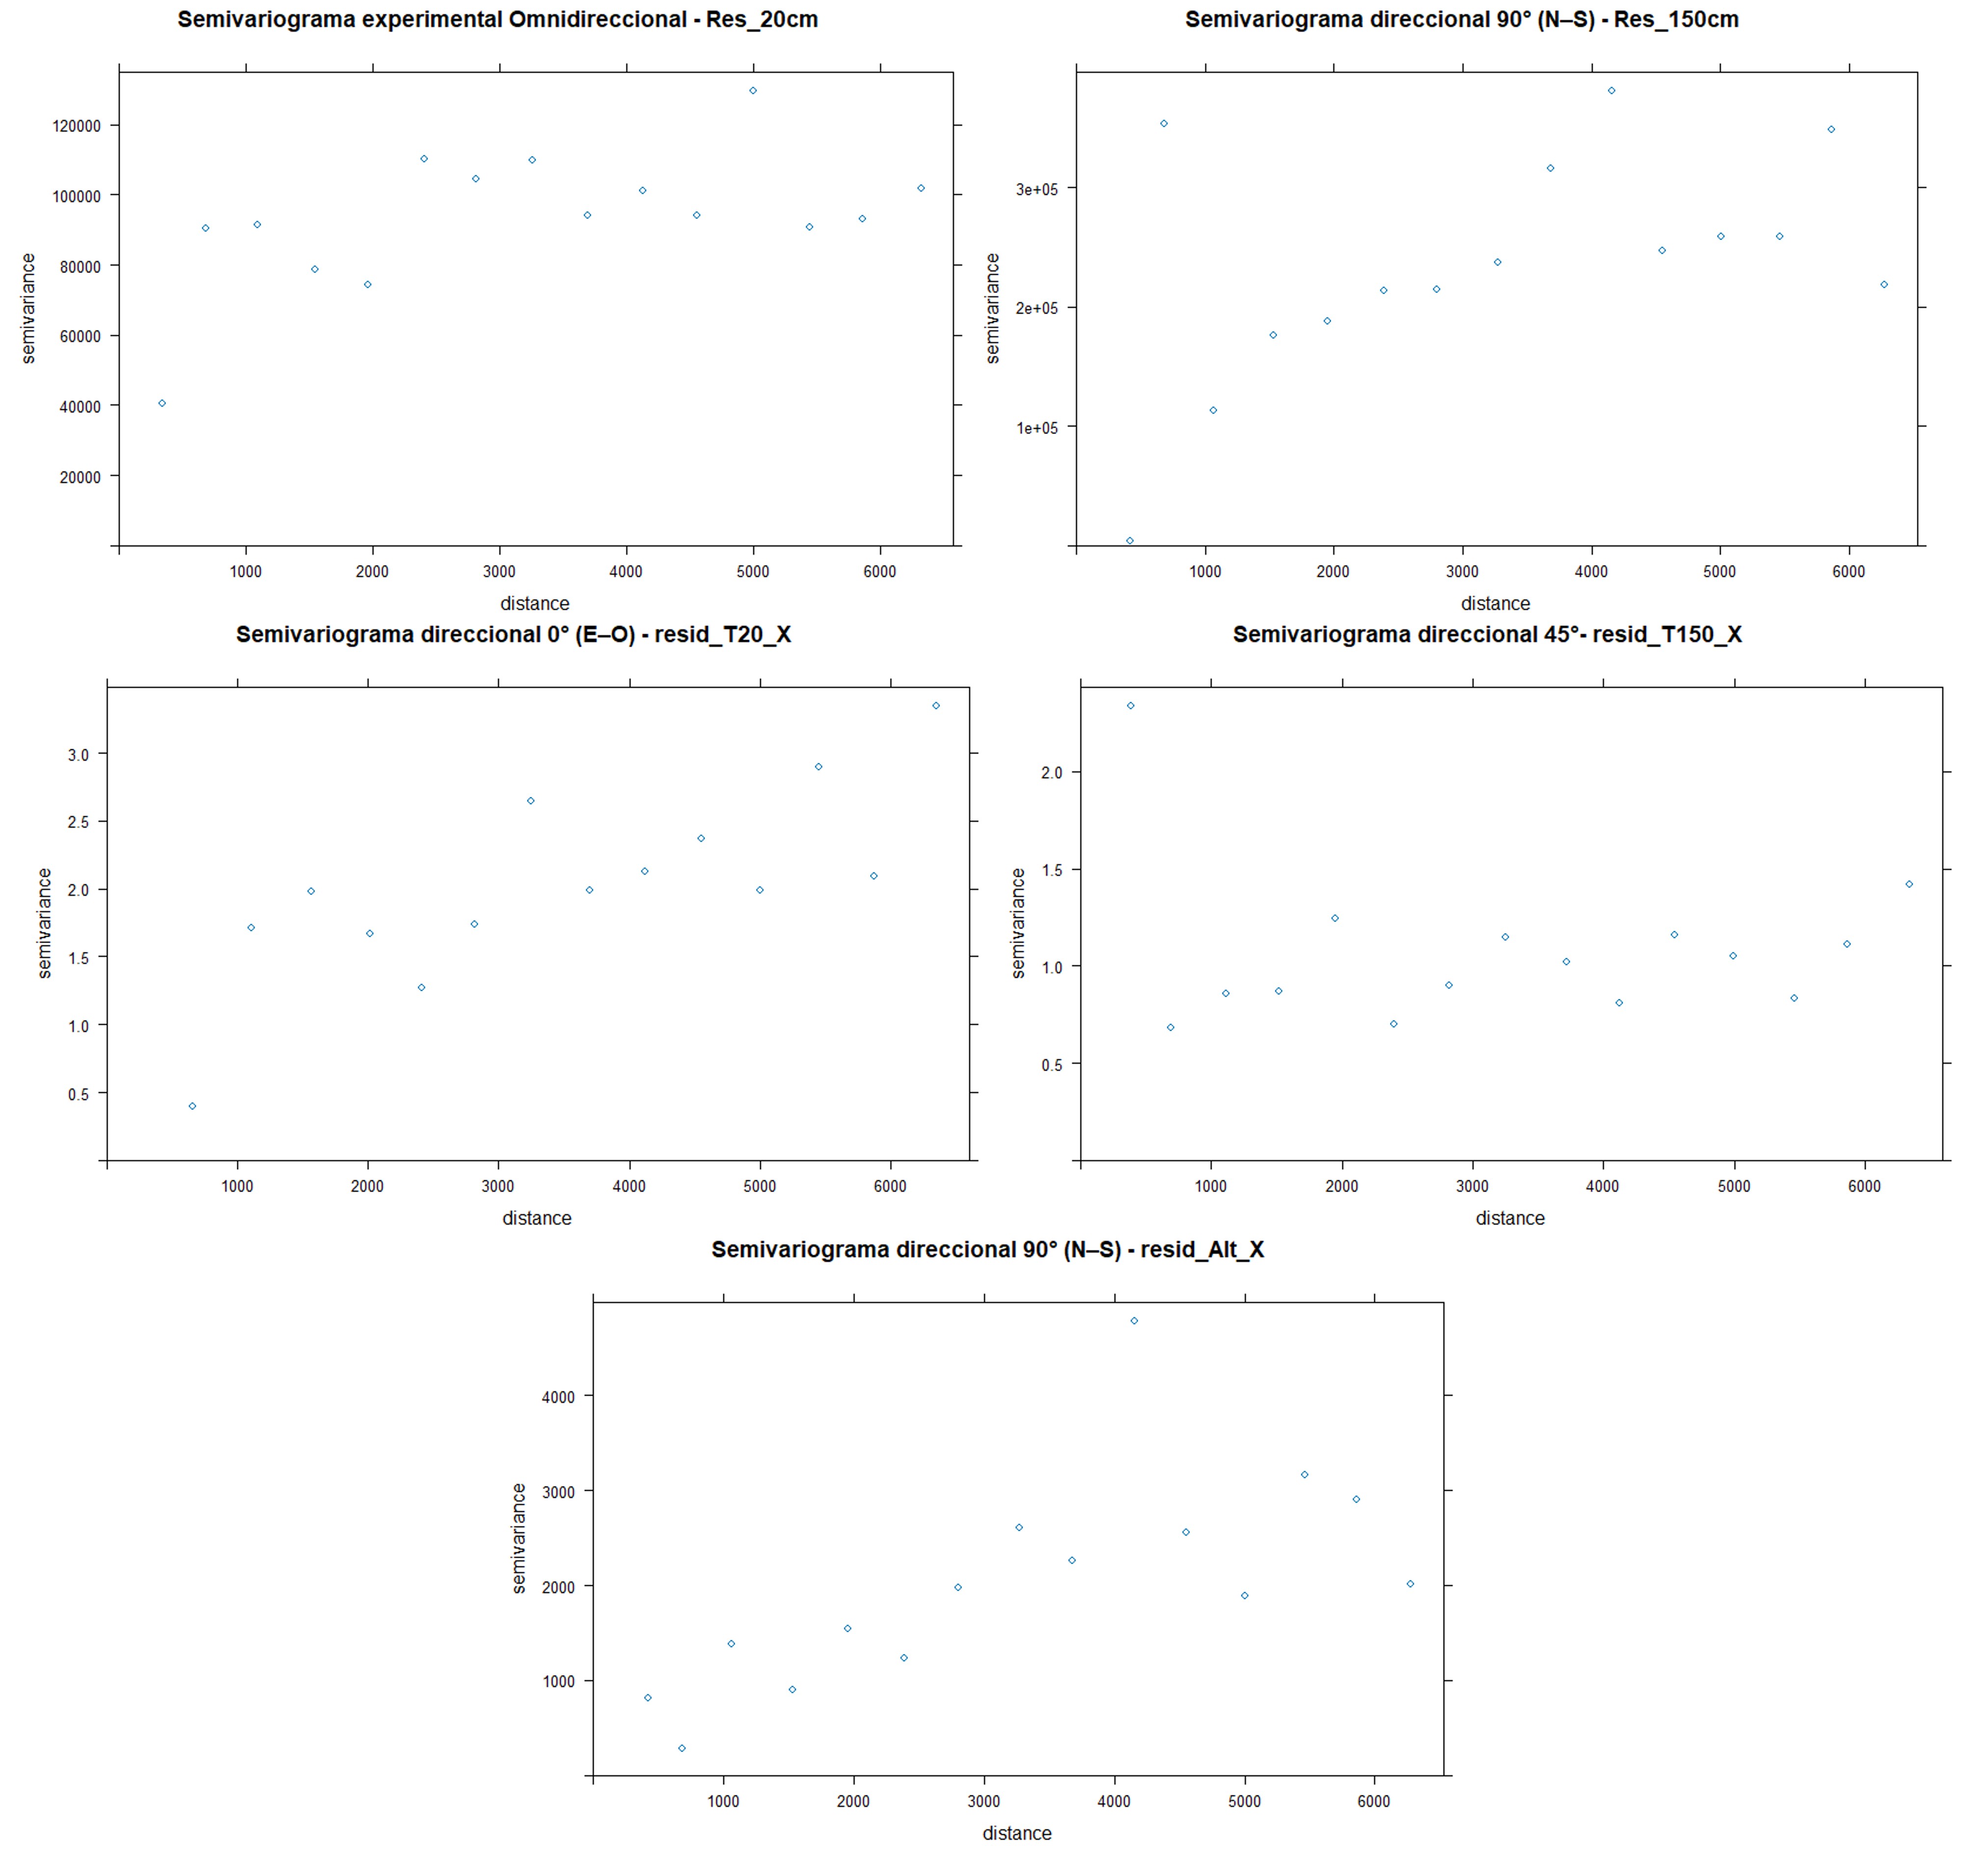 Semivariograma experimental Omnidireccional - Res_20cm
semivariance
120000
100000
80000
60000
40000
20000
1000 2000 3000 4000 5000 6000
distance
Semivariograma direccional 90° (N–S) - Res_150cm
semivariance
3e+05
2e+05
1e+05
1000 2000 3000 4000 5000 6000
distance
Semivariograma direccional 0° (E–O) - resid_T20_X
semivariance
3.0
2.5
2.0
1.5
1.0
0.5
1000 2000 3000 4000 5000 6000
distance
Semivariograma direccional 45°- resid_T150_X
semivariance
2.0
1.5
1.0
0.5
1000 2000 3000 4000 5000 6000
distance
Semivariograma direccional 90° (N–S) - resid_Alt_X
semivariance
4000
3000
2000
1000
1000 2000 3000 4000 5000 6000
distance